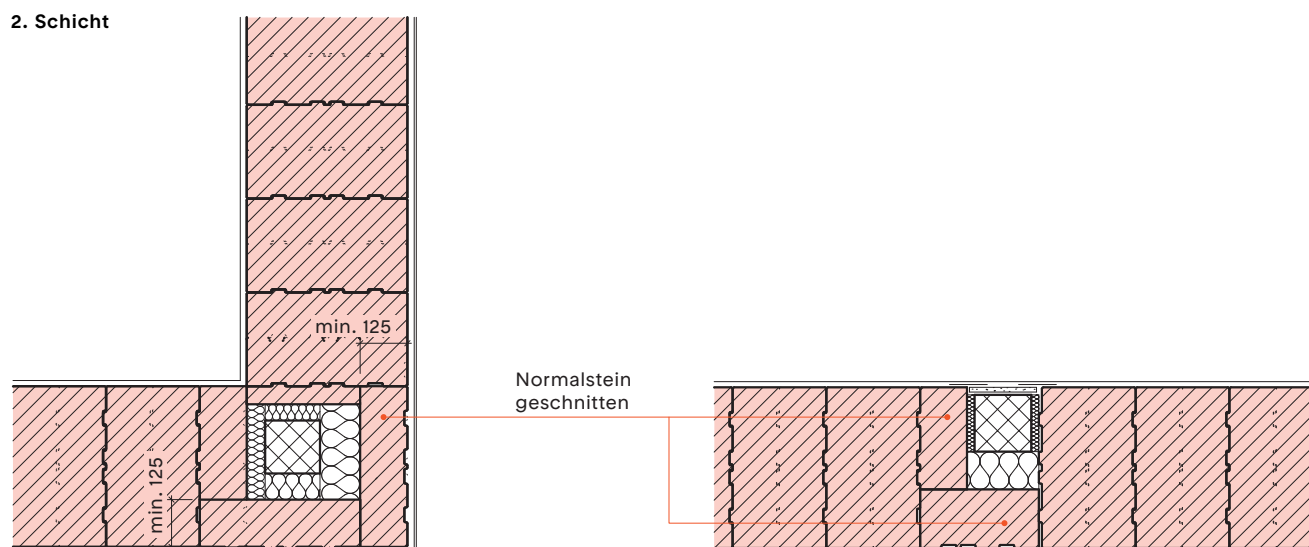 2. Schicht
min. 125
Normalstein
geschnitten
min. 125